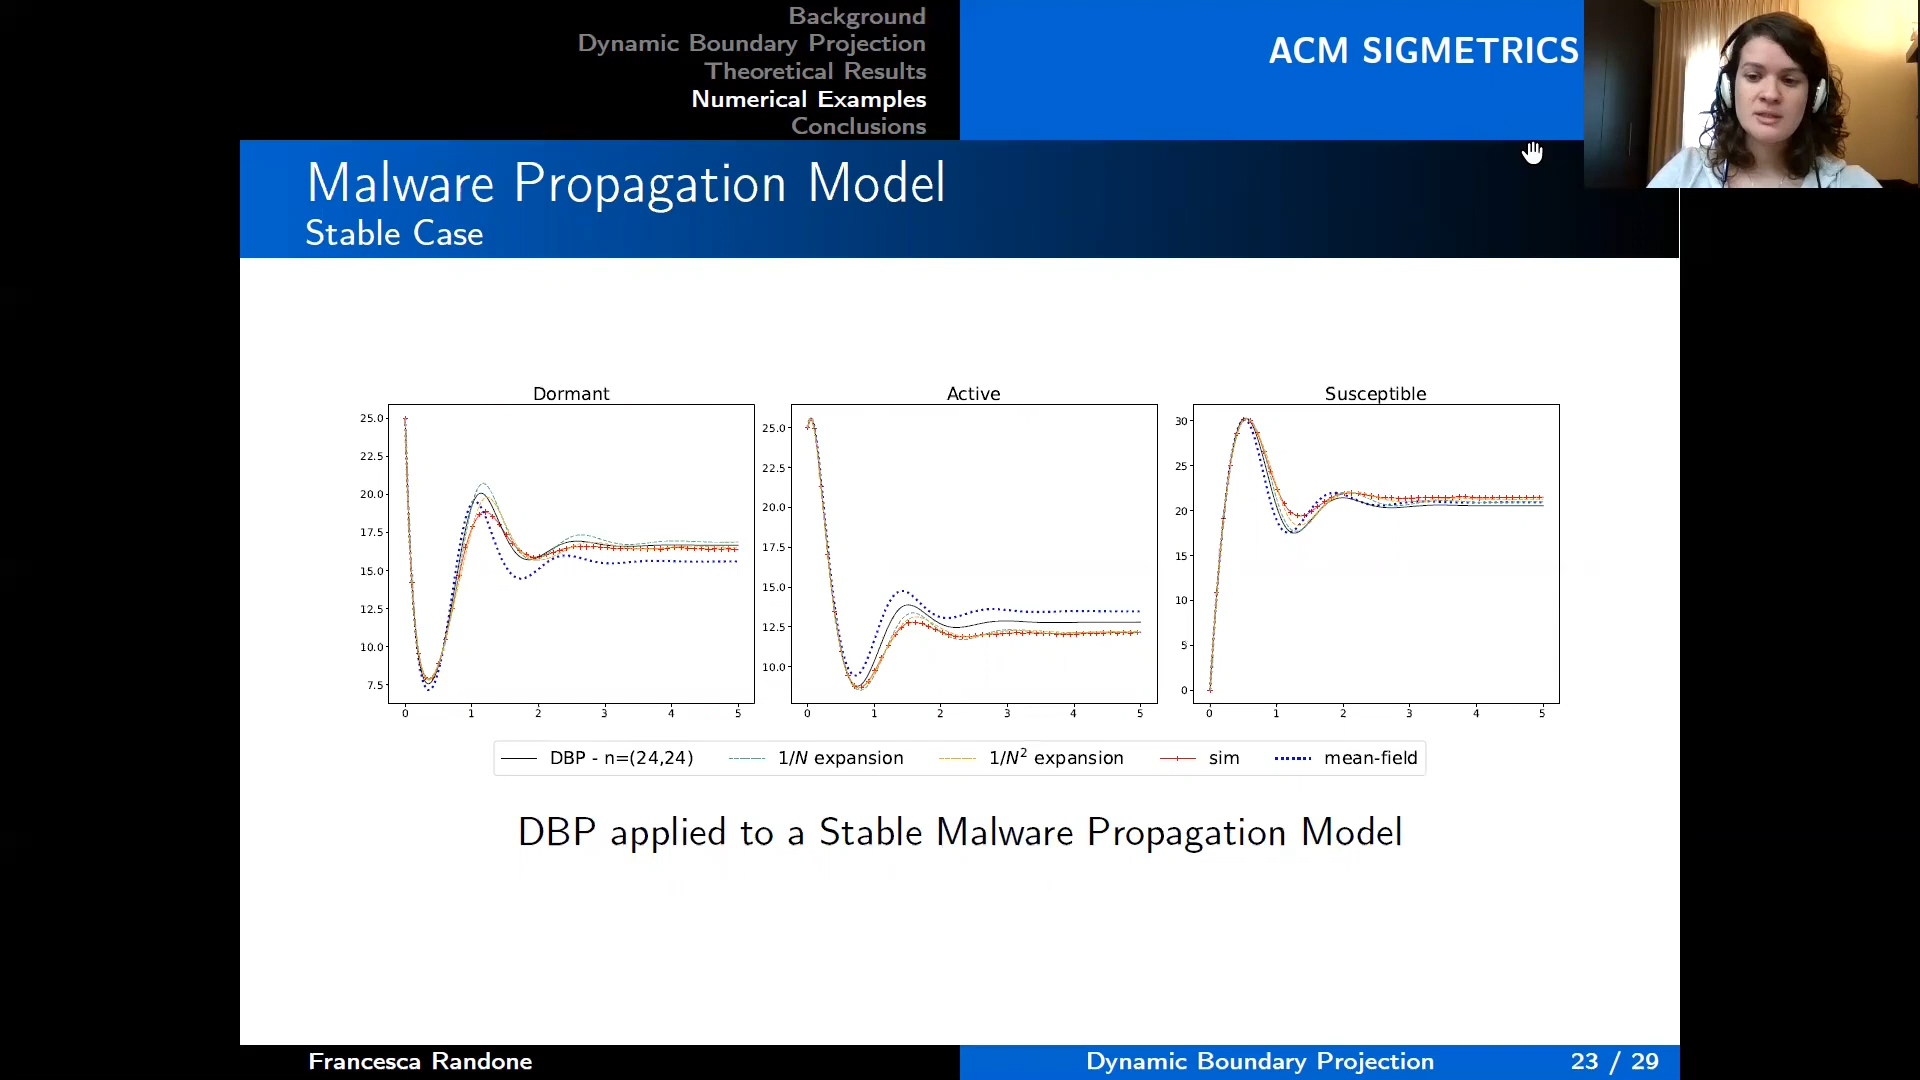 Background
Dynamic Boundary Projection
Theoretical Results
Numerical Examples
Conclusions
ACM SIGMETRICS
Malware Propagation Model
Stable Case
Dormant
25.0
22.5
20.0
17.5
15.0
12.5
10.0
7.5
0 1 2 3 4 5
Active
25.0
22.5
20.0
17.5
15.0
12.5
10.0
0 1 2 3 4 5
Susceptible
30
25
20
15
10
5
0
0 1 2 3 4 5
DBP - n=(24,24) 1/N expansion 1/N² expansion sim mean-field
DBP applied to a Stable Malware Propagation Model
Francesca Randone Dynamic Boundary Projection 23 / 29